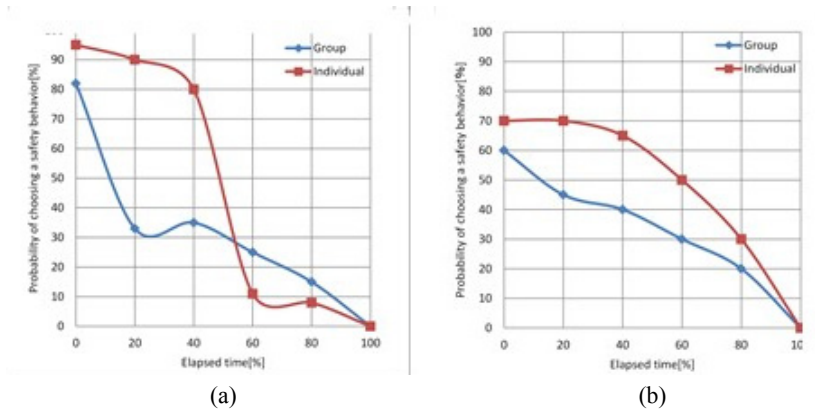 Group
Individual
Probability of choosing a safety behavior[%]
90
80
70
60
50
40
30
20
10
0
0 20 40 60 80 100
Elapsed time[%]
(a)
Group
Individual
Probability of choosing a safety behavior[%]
100
90
80
70
60
50
40
30
20
10
0
0 20 40 60 80 10
Elapsed time[%]
(b)